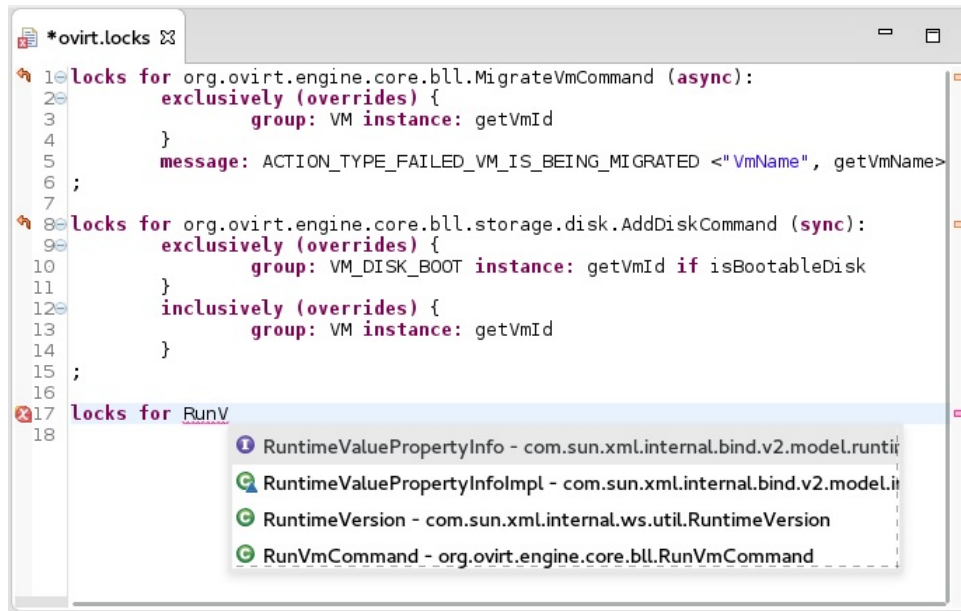 *ovirt.locks
1 locks for org.ovirt.engine.core.bll.MigrateVmCommand (async):
2 exclusively (overrides) {
3 group: VM instance: getVmId
4 }
5 message: ACTION_TYPE_FAILED_VM_IS_BEING_MIGRATED <"VmName", getVmName>
6 ;
7
8 locks for org.ovirt.engine.core.bll.storage.disk.AddDiskCommand (sync):
9 exclusively (overrides) {
10 group: VM_DISK_BOOT instance: getVmId if isBootableDisk
11 }
12 inclusively (overrides) {
13 group: VM instance: getVmId
14 }
15 ;
16
17 locks for RunV
18
RuntimeValuePropertyInfo - com.sun.xml.internal.bind.v2.model.runti
RuntimeValuePropertyInfoImpl - com.sun.xml.internal.bind.v2.model.i
RuntimeVersion - com.sun.xml.internal.ws.util.RuntimeVersion
RunVmCommand - org.ovirt.engine.core.bll.RunVmCommand